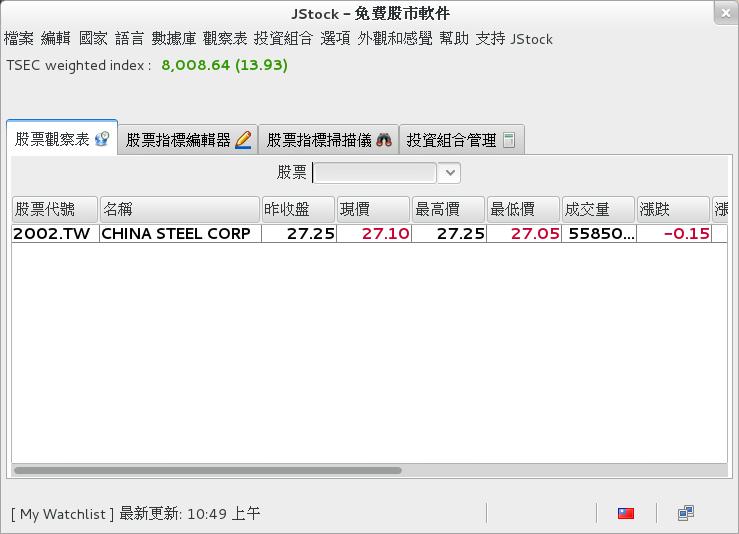 JStock – 免費股市軟件
檔案 編輯 國家 語言 數據庫 觀察表 投資組合 選項 外觀和感覺 幫助 支持 JStock
TSEC weighted index : 8,008.64 (13.93)
股票觀察表 股票指標編輯器 股票指標掃描儀 投資組合管理
股票
股票代號 名稱 昨收盤 現價 最高價 最低價 成交量 漲跌 漲
2002.TW CHINA STEEL CORP 27.25 27.10 27.25 27.05 55850... -0.15
[ My Watchlist ] 最新更新: 10:49 上午